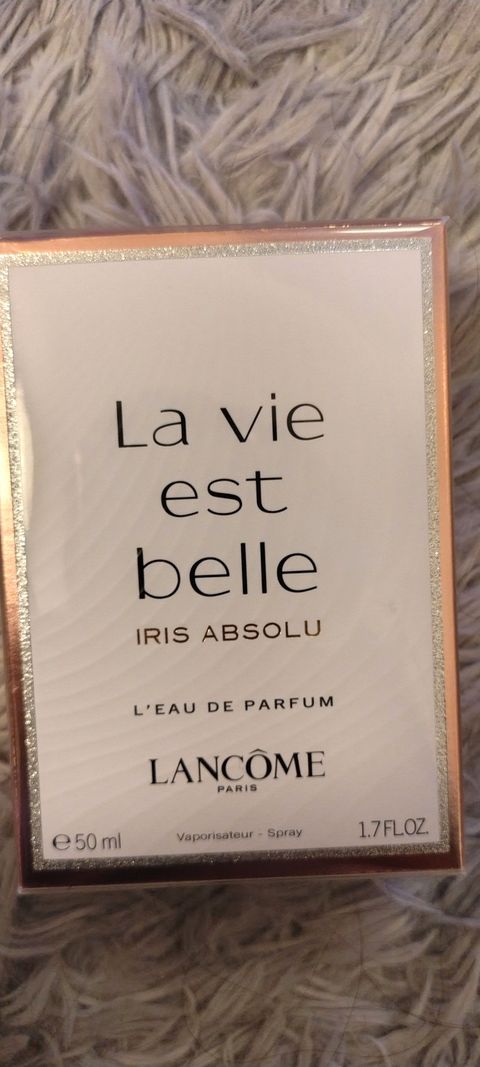 La vie
est
belle
IRIS ABSOLU
L'EAU DE PARFUM
LANCÔME
PARIS
℮ 50 ml Vaporisateur - Spray 1.7 FL.OZ.